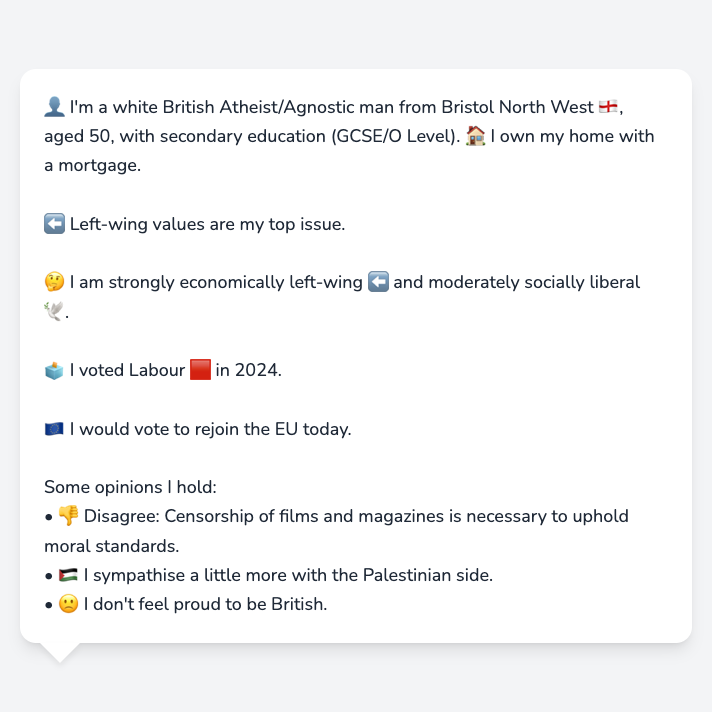 👤 I'm a white British Atheist/Agnostic man from Bristol North West 🏴󠁧󠁢󠁥󠁮󠁧󠁿,
aged 50, with secondary education (GCSE/O Level). 🏠 I own my home with
a mortgage.
⬅️ Left-wing values are my top issue.
🤔 I am strongly economically left-wing ⬅️ and moderately socially liberal
🕊️.
🗳️ I voted Labour 🟥 in 2024.
🇪🇺 I would vote to rejoin the EU today.
Some opinions I hold:
• 👎 Disagree: Censorship of films and magazines is necessary to uphold
moral standards.
• 🇵🇸 I sympathise a little more with the Palestinian side.
• 🙁 I don't feel proud to be British.